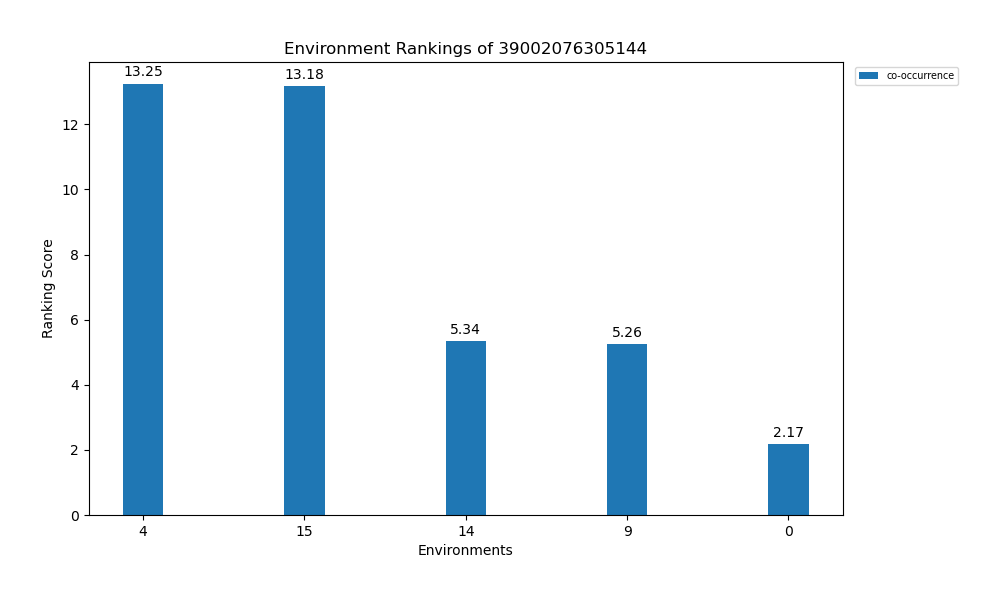 Environment Rankings of 39002076305144
co-occurrence
13.25
13.18
5.34
5.26
2.17
Ranking Score
12
10
8
6
4
2
0
4 15 14 9 0
Environments